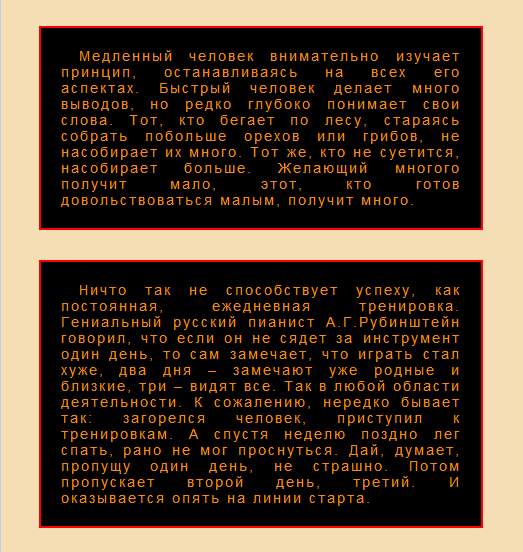 Медленный человек внимательно изучает
принцип, останавливаясь на всех его
аспектах. Быстрый человек делает много
выводов, но редко глубоко понимает свои
слова. Тот, кто бегает по лесу, стараясь
собрать побольше орехов или грибов, не
насобирает их много. Тот же, кто не суетится,
насобирает больше. Желающий многого
получит мало, этот, кто готов
довольствоваться малым, получит много.
Ничто так не способствует успеху, как
постоянная, ежедневная тренировка.
Гениальный русский пианист А.Г.Рубинштейн
говорил, что если он не сядет за инструмент
один день, то сам замечает, что играть стал
хуже, два дня – замечают уже родные и
близкие, три – видят все. Так в любой области
деятельности. К сожалению, нередко бывает
так: загорелся человек, приступил к
тренировкам. А спустя неделю поздно лег
спать, рано не мог проснуться. Дай, думает,
пропущу один день, не страшно. Потом
пропускает второй день, третий. И
оказывается опять на линии старта.